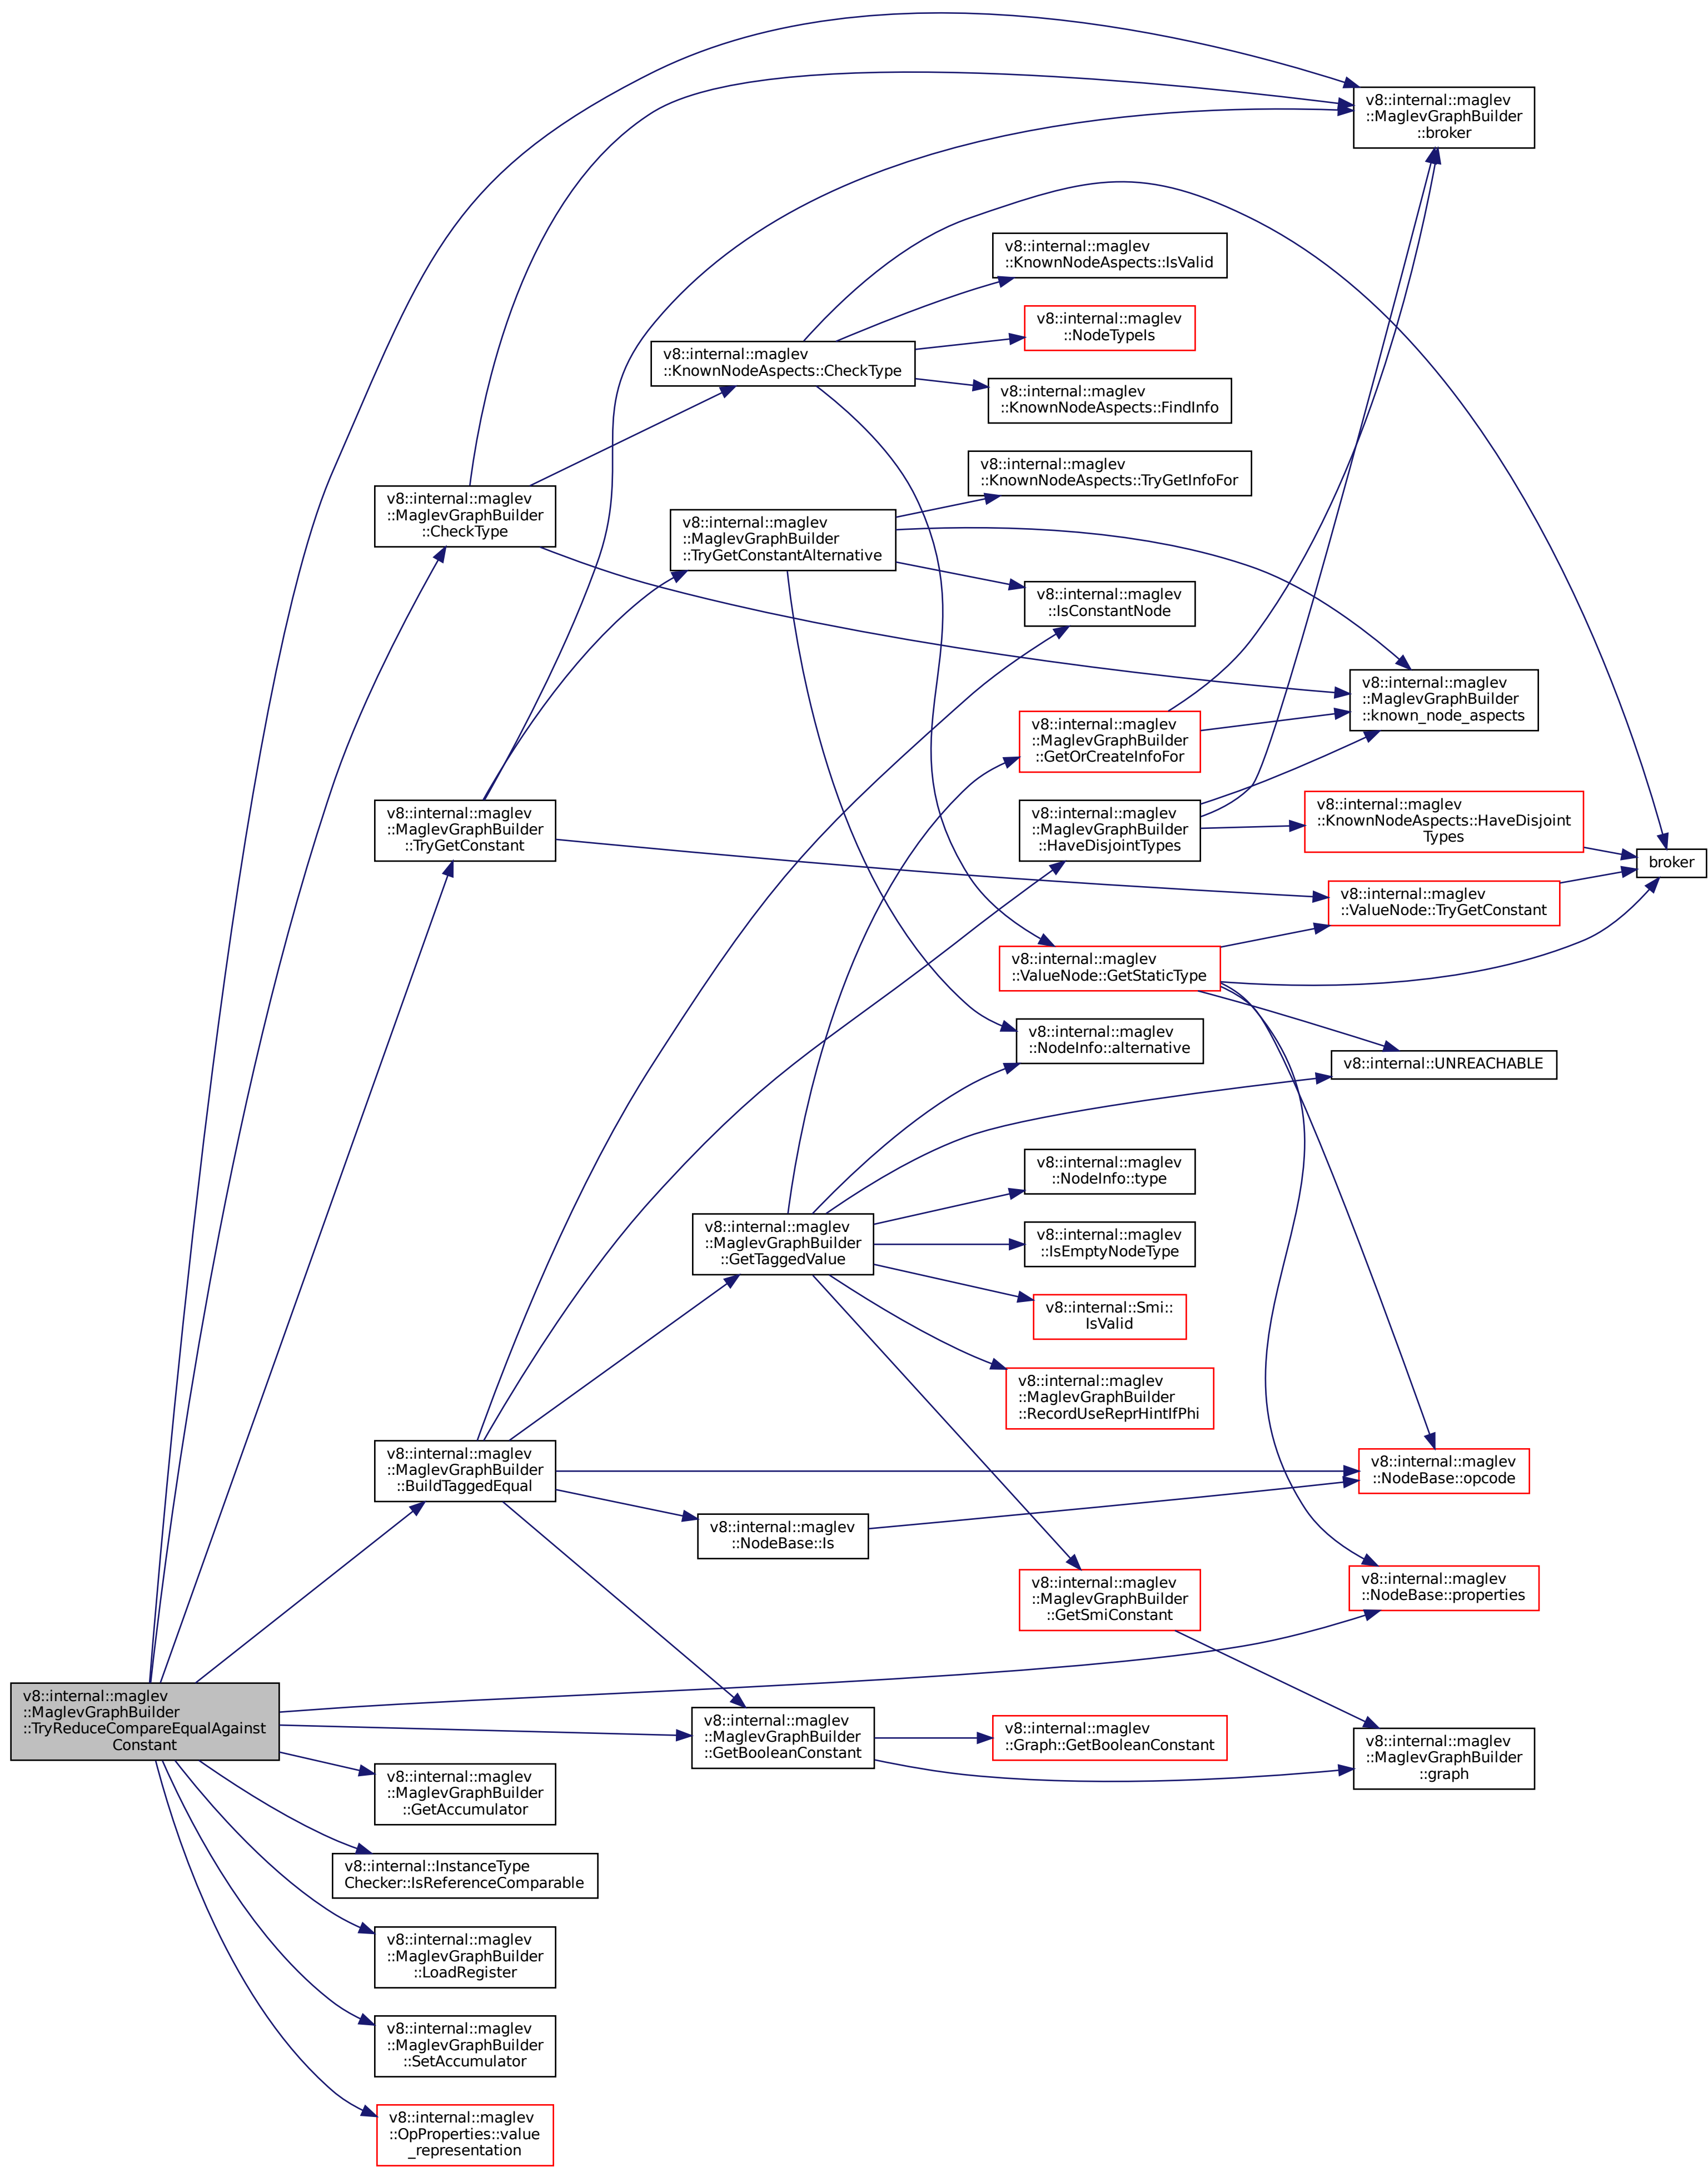 v8::internal::maglev
::MaglevGraphBuilder
::broker
v8::internal::maglev
::KnownNodeAspects::IsValid
v8::internal::maglev
::NodeTypeIs
v8::internal::maglev
::KnownNodeAspects::CheckType
v8::internal::maglev
::KnownNodeAspects::FindInfo
v8::internal::maglev
::KnownNodeAspects::TryGetInfoFor
v8::internal::maglev
::MaglevGraphBuilder
::CheckType
v8::internal::maglev
::MaglevGraphBuilder
::TryGetConstantAlternative
v8::internal::maglev
::IsConstantNode
v8::internal::maglev
::MaglevGraphBuilder
::known_node_aspects
v8::internal::maglev
::MaglevGraphBuilder
::GetOrCreateInfoFor
v8::internal::maglev
::MaglevGraphBuilder
::TryGetConstant
v8::internal::maglev
::MaglevGraphBuilder
::HaveDisjointTypes
v8::internal::maglev
::KnownNodeAspects::HaveDisjoint
Types
broker
v8::internal::maglev
::ValueNode::TryGetConstant
v8::internal::maglev
::ValueNode::GetStaticType
v8::internal::maglev
::NodeInfo::alternative
v8::internal::UNREACHABLE
v8::internal::maglev
::NodeInfo::type
v8::internal::maglev
::MaglevGraphBuilder
::GetTaggedValue
v8::internal::maglev
::IsEmptyNodeType
v8::internal::Smi::
IsValid
v8::internal::maglev
::MaglevGraphBuilder
::RecordUseReprHintIfPhi
v8::internal::maglev
::MaglevGraphBuilder
::BuildTaggedEqual
v8::internal::maglev
::NodeBase::opcode
v8::internal::maglev
::NodeBase::Is
v8::internal::maglev
::MaglevGraphBuilder
::GetSmiConstant
v8::internal::maglev
::NodeBase::properties
v8::internal::maglev
::MaglevGraphBuilder
::TryReduceCompareEqualAgainst
Constant
v8::internal::maglev
::MaglevGraphBuilder
::GetBooleanConstant
v8::internal::maglev
::Graph::GetBooleanConstant
v8::internal::maglev
::MaglevGraphBuilder
::graph
v8::internal::maglev
::MaglevGraphBuilder
::GetAccumulator
v8::internal::InstanceType
Checker::IsReferenceComparable
v8::internal::maglev
::MaglevGraphBuilder
::LoadRegister
v8::internal::maglev
::MaglevGraphBuilder
::SetAccumulator
v8::internal::maglev
::OpProperties::value
_representation